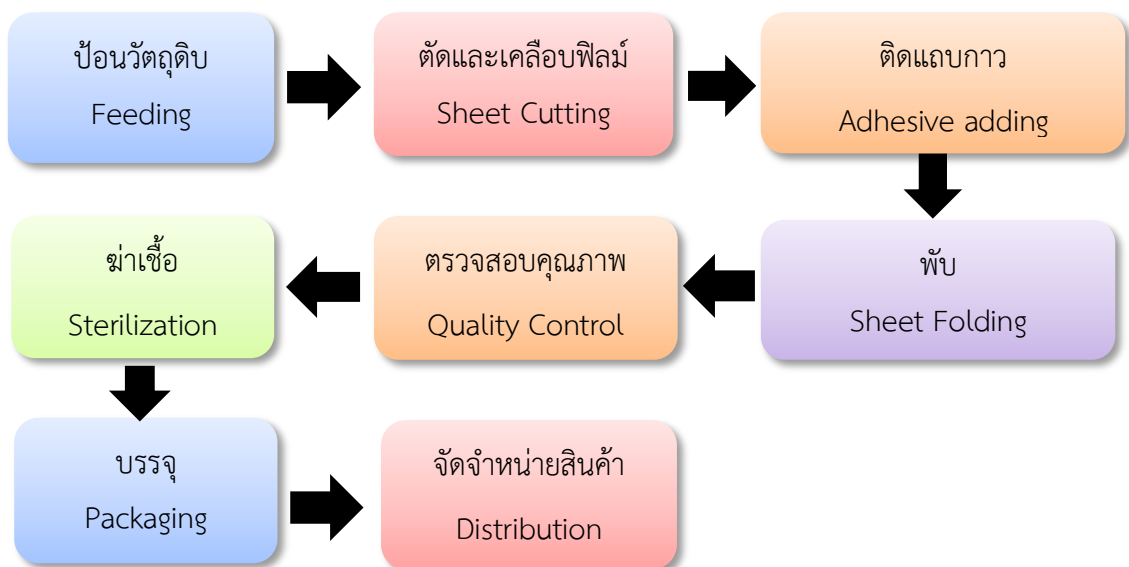 ป้อนวัตถุดิบ
Feeding
ตัดและเคลือบฟิลม์
Sheet Cutting
ติดแถบกาว
Adhesive adding
พับ
Sheet Folding
ตรวจสอบคุณภาพ
Quality Control
ฆ่าเชื้อ
Sterilization
บรรจุ
Packaging
จัดจำหน่ายสินค้า
Distribution